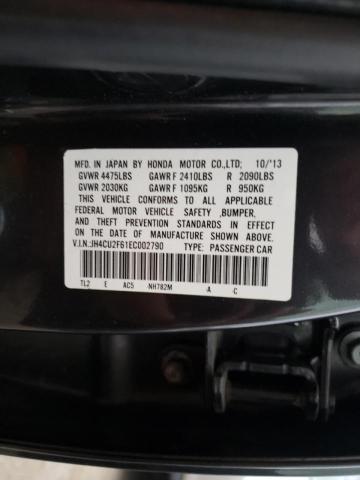 MFD. IN JAPAN BY HONDA MOTOR CO.,LTD; 10/'13
GVWR 4475LBS GAWR F 2410LBS R 2090LBS
GVWR 2030KG GAWR F 1095KG R 950KG
THIS VEHICLE CONFORMS TO ALL APPLICABLE
FEDERAL MOTOR VEHICLE SAFETY ,BUMPER,
AND THEFT PREVENTION STANDARDS IN EFFECT
ON THE DATE OF MANUFACTURE SHOWN ABOVE.
V.I.N.:JH4CU2F61EC002790 TYPE: PASSENGER CAR
TL2 E AC5 NH782M A C